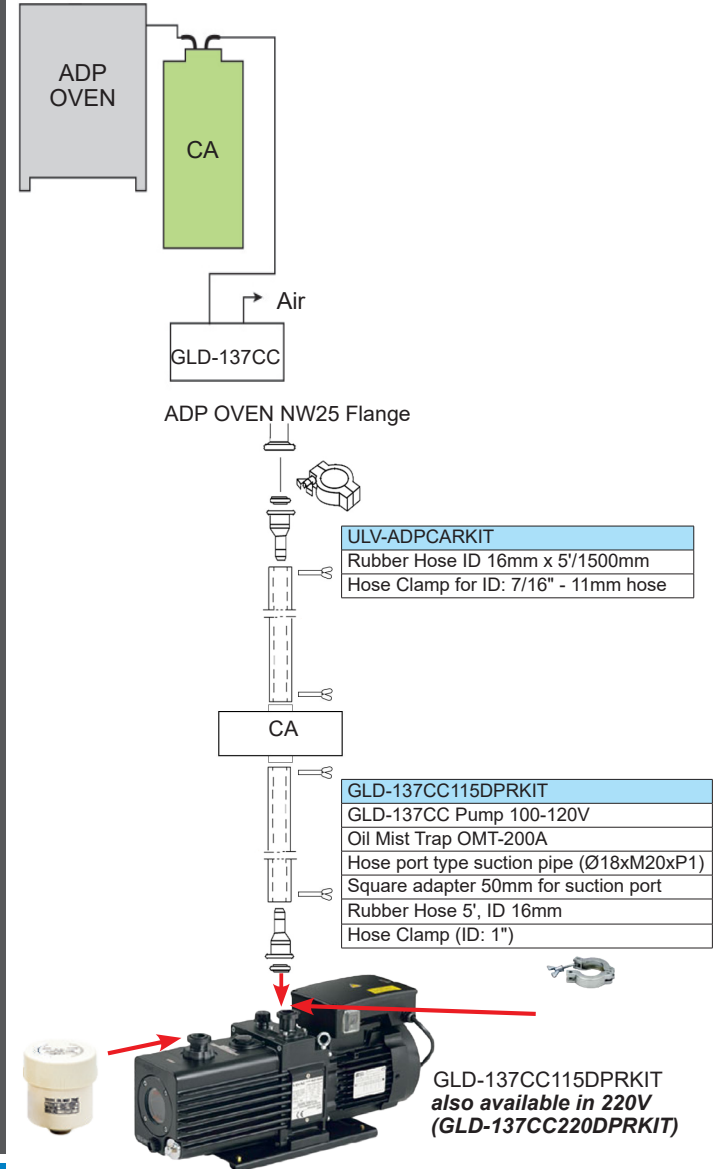 ADP
OVEN
CA
Air
GLD-137CC
ADP OVEN NW25 Flange
ULV-ADPCARKIT
Rubber Hose ID 16mm x 5'/1500mm
Hose Clamp for ID: 7/16" - 11mm hose
CA
GLD-137CC115DPRKIT
GLD-137CC Pump 100-120V
Oil Mist Trap OMT-200A
Hose port type suction pipe (Ø18xM20xP1)
Square adapter 50mm for suction port
Rubber Hose 5', ID 16mm
Hose Clamp (ID: 1")
GLD-137CC115DPRKIT
also available in 220V
(GLD-137CC220DPRKIT)